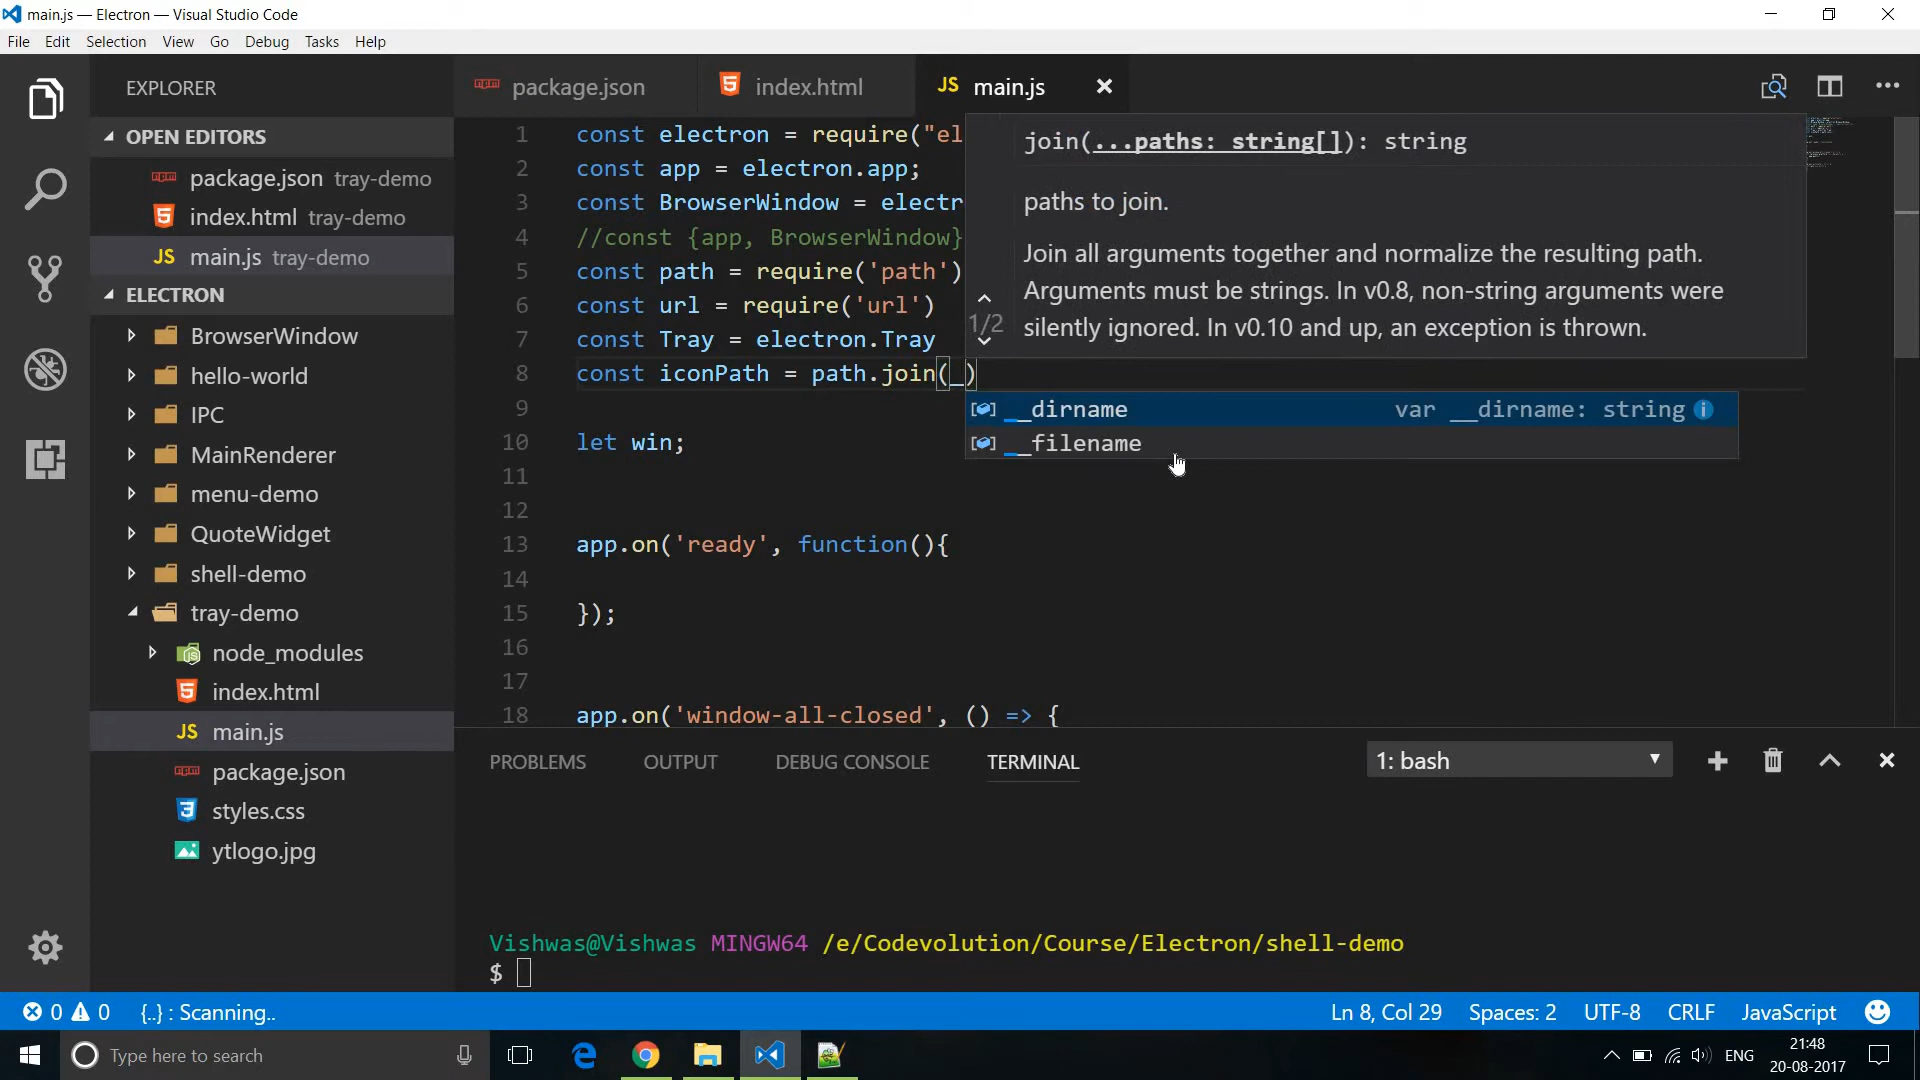 main.js — Electron — Visual Studio Code
File Edit Selection View Go Debug Tasks Help
EXPLORER
OPEN EDITORS
package.json tray-demo
index.html tray-demo
JS main.js tray-demo
ELECTRON
BrowserWindow
hello-world
IPC
MainRenderer
menu-demo
QuoteWidget
shell-demo
tray-demo
node_modules
index.html
JS main.js
package.json
styles.css
ytlogo.jpg
package.json index.html JS main.js
1 const electron = require("el
2 const app = electron.app;
3 const BrowserWindow = electr
4 //const {app, BrowserWindow}
5 const path = require('path')
6 const url = require('url')
7 const Tray = electron.Tray
8 const iconPath = path.join(_)
9
10 let win;
11
12
13 app.on('ready', function(){
14
15 });
16
17
18 app.on('window-all-closed', () => {
join(...paths: string[]): string
paths to join.
Join all arguments together and normalize the resulting path.
Arguments must be strings. In v0.8, non-string arguments were
silently ignored. In v0.10 and up, an exception is thrown.
1/2
__dirname var __dirname: string
__filename
PROBLEMS OUTPUT DEBUG CONSOLE TERMINAL 1: bash
Vishwas@Vishwas MINGW64 /e/Codevolution/Course/Electron/shell-demo
$
0 0 {..} : Scanning.. Ln 8, Col 29 Spaces: 2 UTF-8 CRLF JavaScript
Type here to search ENG 21:48
20-08-2017